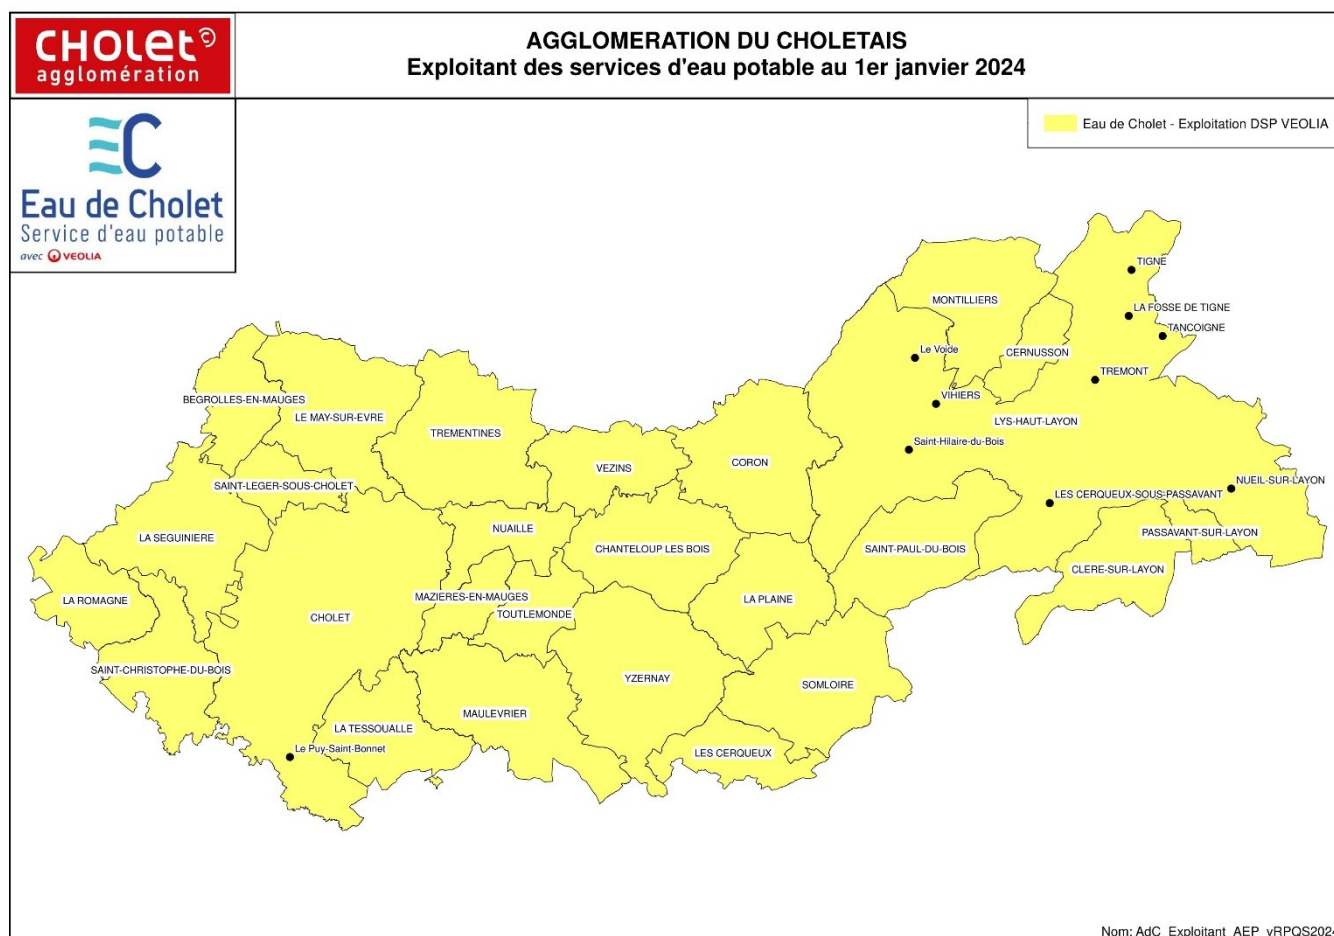 CHOLET©
agglomération
AGGLOMERATION DU CHOLETAIS
Exploitant des services d'eau potable au 1er janvier 2024
EC
Eau de Cholet
Service d'eau potable
avec VEOLIA
Eau de Cholet - Exploitation DSP VEOLIA
TIGNE
MONTILLIERS
LA FOSSE DE TIGNE
TANCOIGNE
Le Voide
CERNUSSON
TREMONT
BEGROLLES-EN-MAUGES
VIHIERS
LE MAY-SUR-EVRE
LYS-HAUT-LAYON
TREMENTINES
Saint-Hilaire-du-Bois
VEZINS
CORON
SAINT-LEGER-SOUS-CHOLET
NUEIL-SUR-LAYON
LES CERQUEUX-SOUS-PASSAVANT
NUAILLE
PASSAVANT-SUR-LAYON
LA SEGUINIERE
CHANTELOUP LES BOIS
SAINT-PAUL-DU-BOIS
CLERE-SUR-LAYON
LA ROMAGNE
MAZIERES-EN-MAUGES
LA PLAINE
CHOLET
TOUTLEMONDE
SAINT-CHRISTOPHE-DU-BOIS
YZERNAY
SOMLOIRE
MAULEVRIER
LA TESSOUALLE
Le Puy-Saint-Bonnet
LES CERQUEUX
Nom: AdC_Exploitant_AEP_vRPQS2024